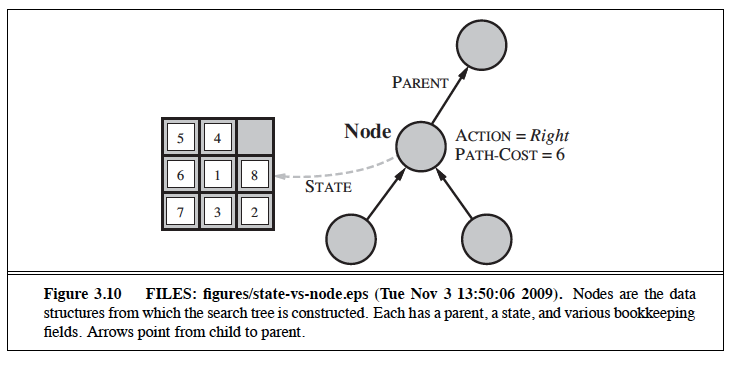 PARENT
Node
ACTION = Right
PATH-COST = 6
5 4
6 1 8
STATE
7 3 2
Figure 3.10 FILES: figures/state-vs-node.eps (Tue Nov 3 13:50:06 2009). Nodes are the data
structures from which the search tree is constructed. Each has a parent, a state, and various bookkeeping
fields. Arrows point from child to parent.